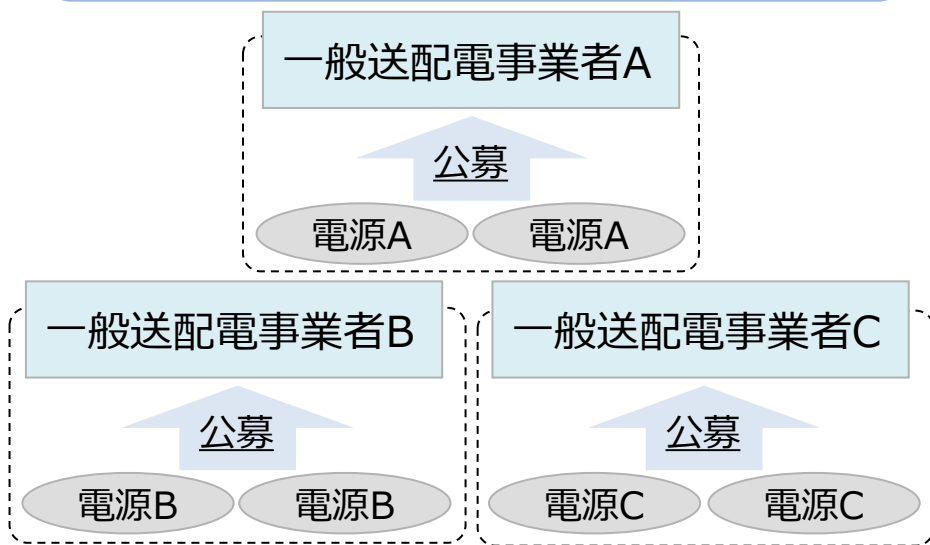 一般送配電事業者A
公募
電源A 電源A
一般送配電事業者B
公募
電源B 電源B
一般送配電事業者C
公募
電源C 電源C